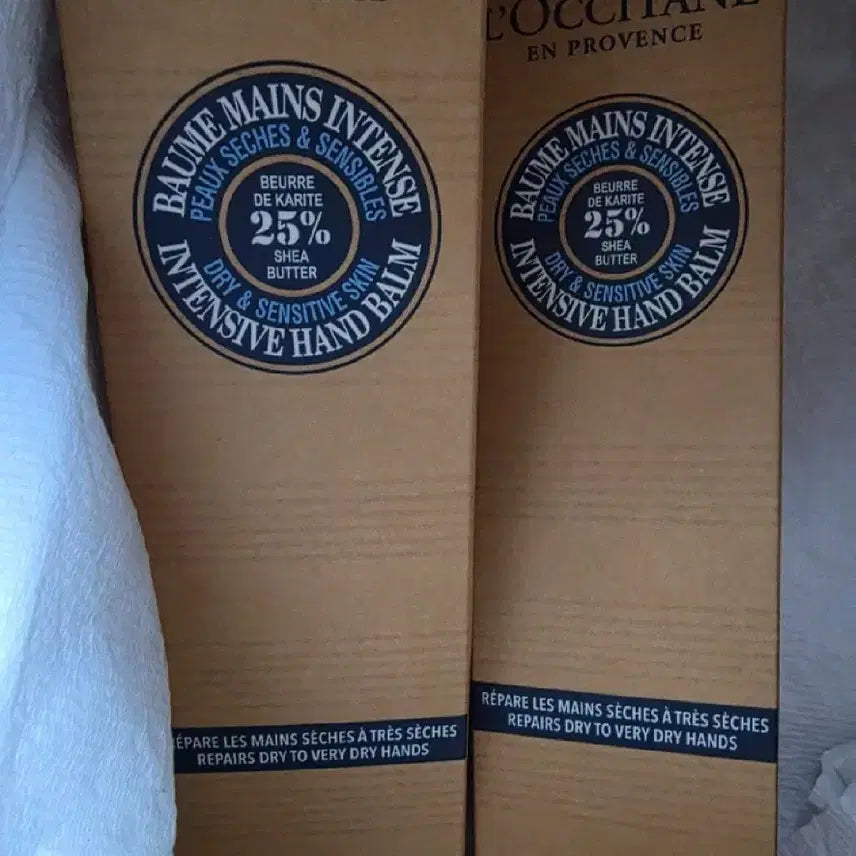 BAUME MAINS INTENSE
PEAUX SÈCHES & SENSIBLES
BEURRE
DE KARITE
25%
SHEA
BUTTER
DRY & SENSITIVE SKIN
INTENSIVE HAND BALM
RÉPARE LES MAINS SÈCHES À TRÈS SÈCHES
REPAIRS DRY TO VERY DRY HANDS
L'OCCITANE
EN PROVENCE
BAUME MAINS INTENSE
PEAUX SÈCHES & SENSIBLES
BEURRE
DE KARITE
25%
SHEA
BUTTER
DRY & SENSITIVE SKIN
INTENSIVE HAND BALM
RÉPARE LES MAINS SÈCHES À TRÈS SÈCHES
REPAIRS DRY TO VERY DRY HANDS